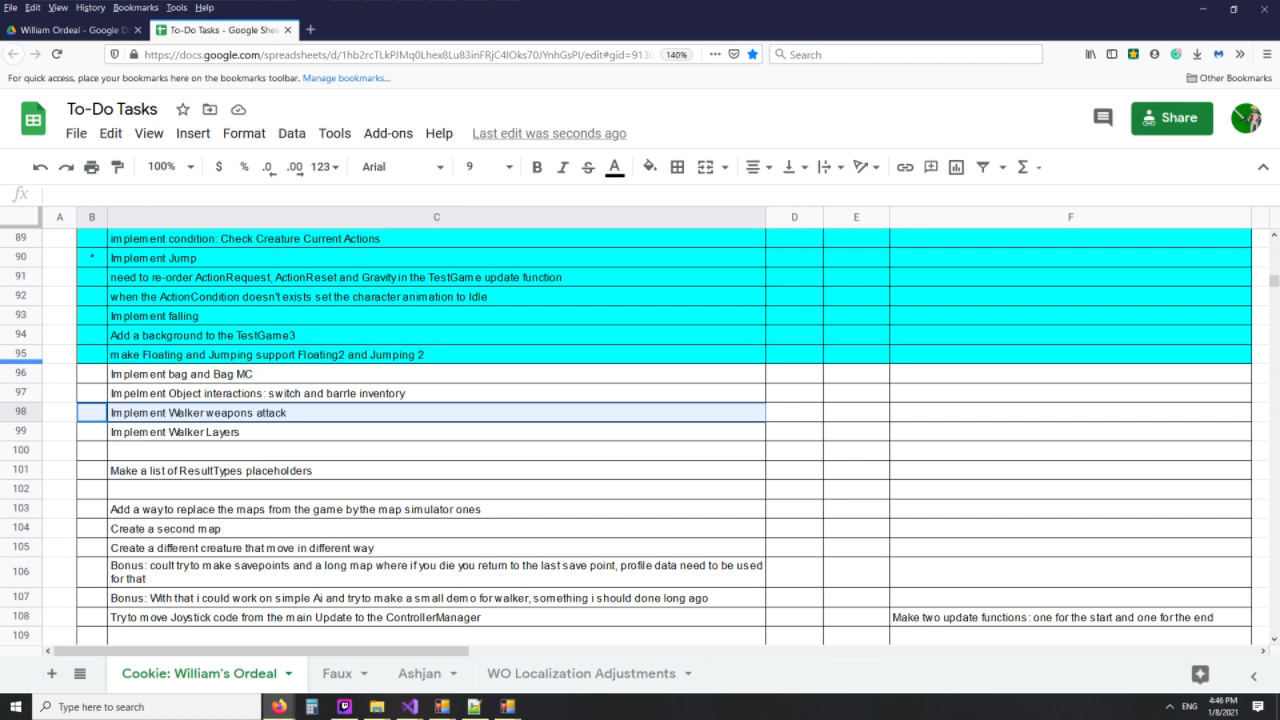 File Edit View History Bookmarks Tools Help
William Ordeal - Google D
To-Do Tasks - Google Shee
https://docs.google.com/spreadsheets/d/1hb2rcTLkPJMq0Lhex8Lu83inFRjC4IOks70JYmhGsPI/edit#gid=913
140%
Search
For quick access, place your bookmarks here on the bookmarks toolbar. Manage bookmarks...
Other Bookmarks
To-Do Tasks
File Edit View Insert Format Data Tools Add-ons Help Last edit was seconds ago
Share
100% $ % .0 .00 123 Arial 9 B I S A
fx
A B C D E F
89 implement condition: Check Creature Current Actions
90 * Implement Jump
91 need to re-order ActionRequest, ActionReset and Gravity in the TestGame update function
92 when the ActionCondition doesn't exists set the character animation to Idle
93 Implement falling
94 Add a background to the TestGame3
95 make Floating and Jumping support Floating2 and Jumping 2
96 Implement bag and Bag MC
97 Impelment Object interactions: switch and barrle inventory
98 Implement Walker weapons attack
99 Implement Walker Layers
100
101 Make a list of ResultTypes placeholders
102
103 Add a way to replace the maps from the game by the map simulator ones
104 Create a second map
105 Create a different creature that move in different way
106 Bonus: coult try to make savepoints and a long map where if you die you return to the last save point, profile data need to be used
for that
107 Bonus: With that i could work on simple Ai and try to make a small demo for walker, something i should done long ago
108 Try to move Joystick code from the main Update to the ControllerManager Make two update functions: one for the start and one for the end
109
Cookie: William's Ordeal Faux Ashjan WO Localization Adjustments
Type here to search
ENG
4:46 PM
1/8/2021